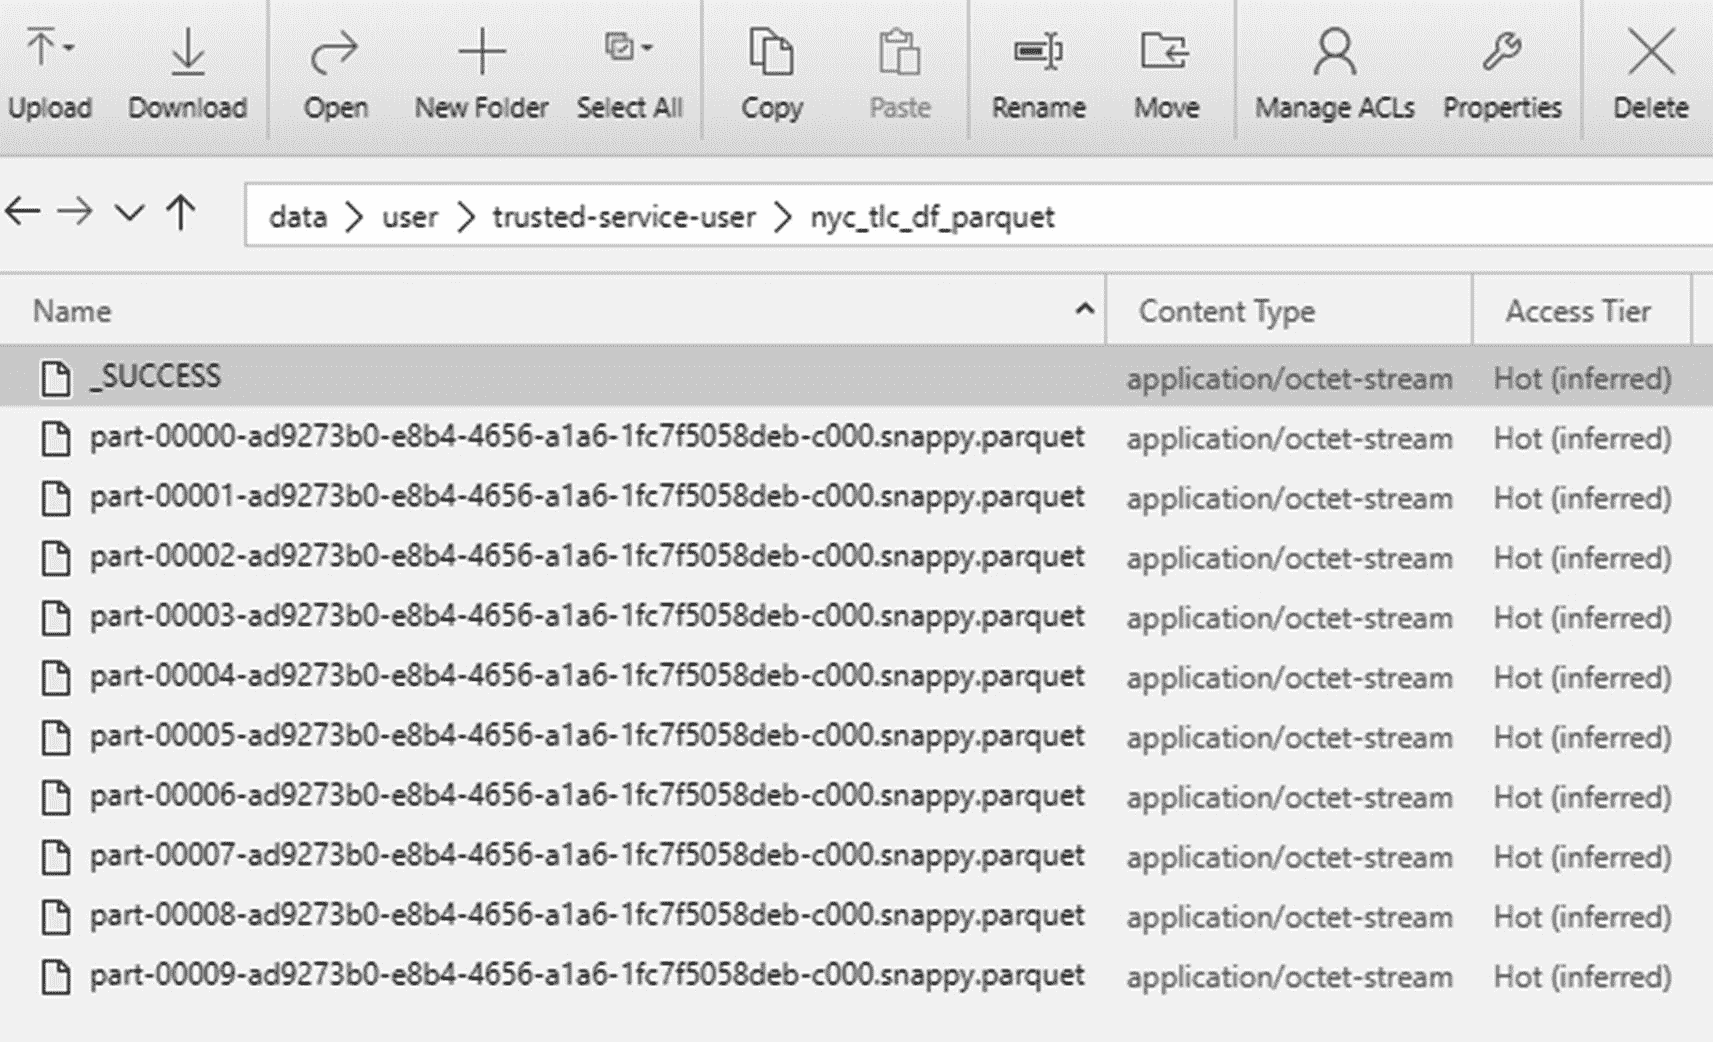 Upload Download Open New Folder Select All Copy Paste Rename Move Manage ACLs Properties Delete
data user trusted-service-user nyc_tlc_df_parquet
Name Content Type Access Tier
_SUCCESS application/octet-stream Hot (inferred)
part-00000-ad9273b0-e8b4-4656-a1a6-1fc7f5058deb-c000.snappy.parquet application/octet-stream Hot (inferred)
part-00001-ad9273b0-e8b4-4656-a1a6-1fc7f5058deb-c000.snappy.parquet application/octet-stream Hot (inferred)
part-00002-ad9273b0-e8b4-4656-a1a6-1fc7f5058deb-c000.snappy.parquet application/octet-stream Hot (inferred)
part-00003-ad9273b0-e8b4-4656-a1a6-1fc7f5058deb-c000.snappy.parquet application/octet-stream Hot (inferred)
part-00004-ad9273b0-e8b4-4656-a1a6-1fc7f5058deb-c000.snappy.parquet application/octet-stream Hot (inferred)
part-00005-ad9273b0-e8b4-4656-a1a6-1fc7f5058deb-c000.snappy.parquet application/octet-stream Hot (inferred)
part-00006-ad9273b0-e8b4-4656-a1a6-1fc7f5058deb-c000.snappy.parquet application/octet-stream Hot (inferred)
part-00007-ad9273b0-e8b4-4656-a1a6-1fc7f5058deb-c000.snappy.parquet application/octet-stream Hot (inferred)
part-00008-ad9273b0-e8b4-4656-a1a6-1fc7f5058deb-c000.snappy.parquet application/octet-stream Hot (inferred)
part-00009-ad9273b0-e8b4-4656-a1a6-1fc7f5058deb-c000.snappy.parquet application/octet-stream Hot (inferred)